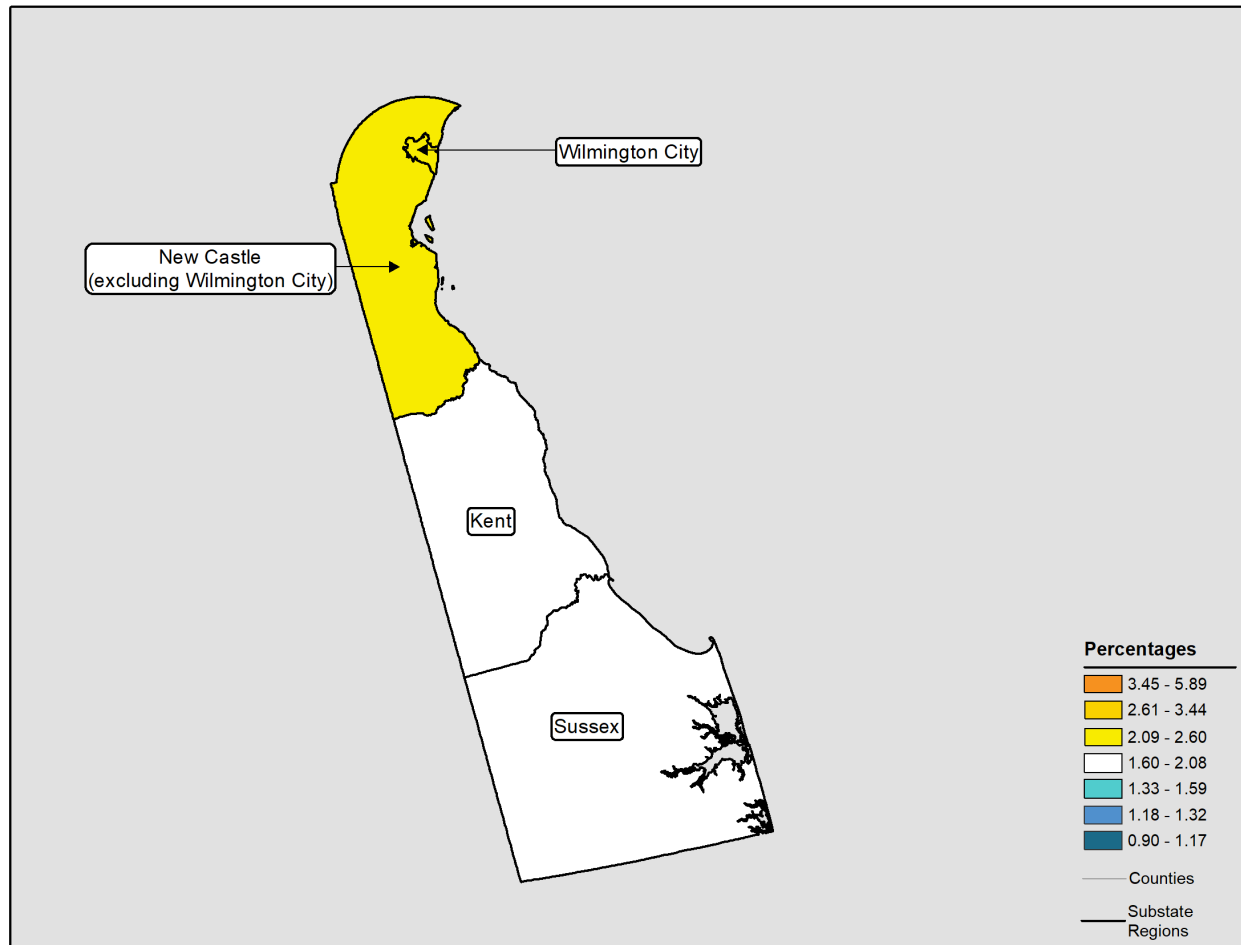 Wilmington City
New Castle
(excluding Wilmington City)
Kent
Sussex
Percentages
3.45 - 5.89
2.61 - 3.44
2.09 - 2.60
1.60 - 2.08
1.33 - 1.59
1.18 - 1.32
0.90 - 1.17
Counties
Substate
Regions